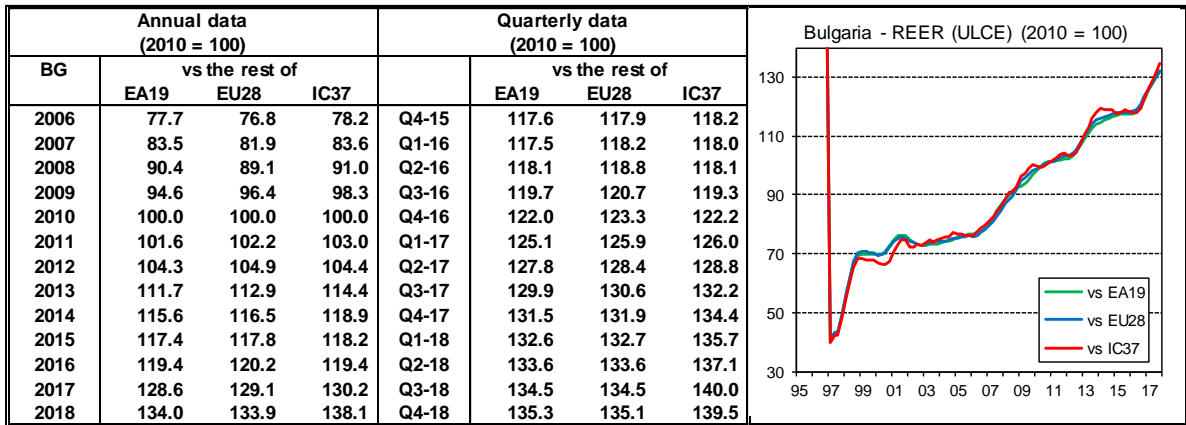 Annual data Quarterly data
(2010 = 100) (2010 = 100)
BG vs the rest of vs the rest of
EA19 EU28 IC37 EA19 EU28 IC37
2006 77.7 76.8 78.2 Q4-15 117.6 117.9 118.2
2007 83.5 81.9 83.6 Q1-16 117.5 118.2 118.0
2008 90.4 89.1 91.0 Q2-16 118.1 118.8 118.1
2009 94.6 96.4 98.3 Q3-16 119.7 120.7 119.3
2010 100.0 100.0 100.0 Q4-16 122.0 123.3 122.2
2011 101.6 102.2 103.0 Q1-17 125.1 125.9 126.0
2012 104.3 104.9 104.4 Q2-17 127.8 128.4 128.8
2013 111.7 112.9 114.4 Q3-17 129.9 130.6 132.2
2014 115.6 116.5 118.9 Q4-17 131.5 131.9 134.4
2015 117.4 117.8 118.2 Q1-18 132.6 132.7 135.7
2016 119.4 120.2 119.4 Q2-18 133.6 133.6 137.1
2017 128.6 129.1 130.2 Q3-18 134.5 134.5 140.0
2018 134.0 133.9 138.1 Q4-18 135.3 135.1 139.5
Bulgaria - REER (ULCE) (2010 = 100)
130
110
90
70
50
30
vs EA19
vs EU28
vs IC37
95 97 99 01 03 05 07 09 11 13 15 17